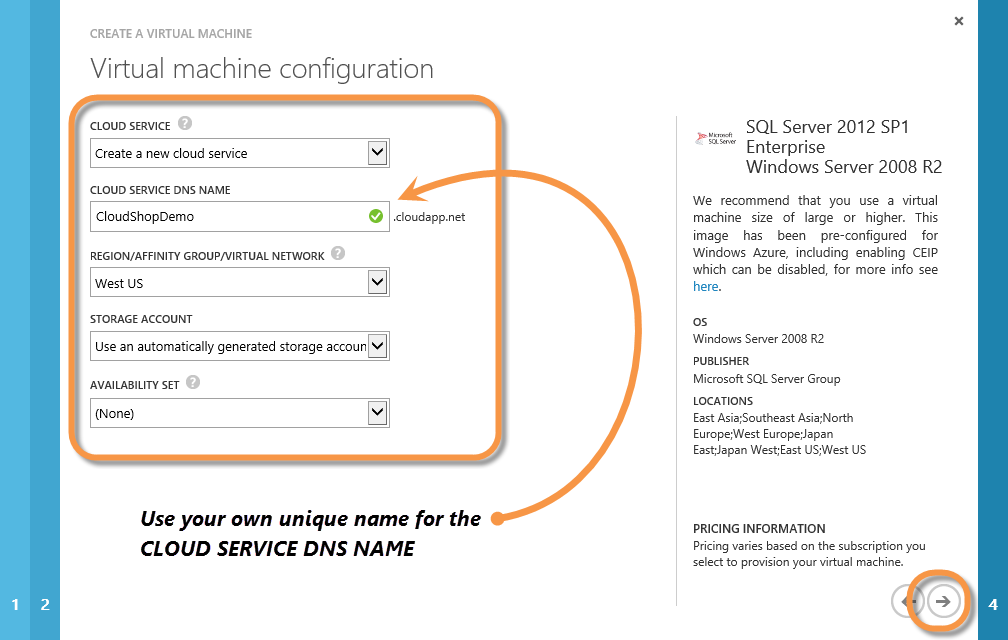 CREATE A VIRTUAL MACHINE
Virtual machine configuration
CLOUD SERVICE ?
Create a new cloud service
CLOUD SERVICE DNS NAME
CloudShopDemo
.cloudapp.net
REGION/AFFINITY GROUP/VIRTUAL NETWORK ?
West US
STORAGE ACCOUNT
Use an automatically generated storage accoun
AVAILABILITY SET ?
(None)
Use your own unique name for the
CLOUD SERVICE DNS NAME
Microsoft
SQL Server
SQL Server 2012 SP1
Enterprise
Windows Server 2008 R2
We recommend that you use a virtual
machine size of large or higher. This
image has been pre-configured for
Windows Azure, including enabling CEIP
which can be disabled, for more info see
here.
OS
Windows Server 2008 R2
PUBLISHER
Microsoft SQL Server Group
LOCATIONS
East Asia;Southeast Asia;North
Europe;West Europe;Japan
East;Japan West;East US;West US
PRICING INFORMATION
Pricing varies based on the subscription you
select to provision your virtual machine.
1
2
4